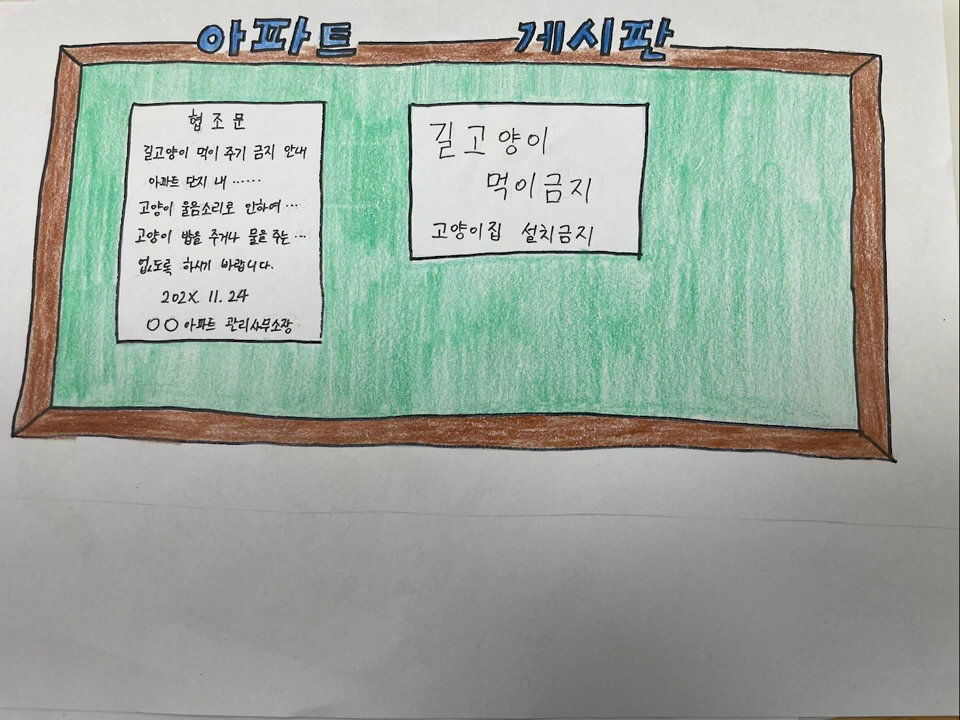 아파트 게시판
협조문
길고양이 먹이 주기 금지 안내
아파트 단지 내 ......
고양이 울음소리로 안하여 ...
고양이 밥을 주거나 물을 주는 ...
없도록 하시기 바랍니다.
202X. 11. 24
○○아파트 관리사무소장
길고양이
먹이금지
고양이집 설치금지